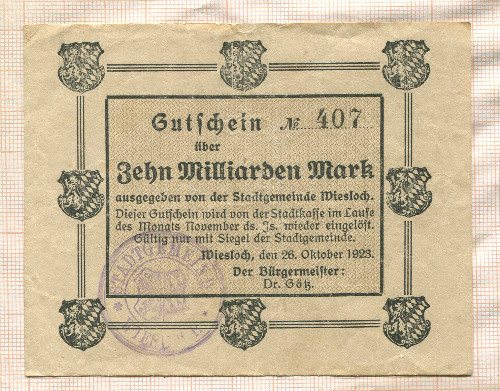 Gutschein № 407
über
Zehn Milliarden Mark
ausgegeben von der Stadtgemeinde Wiesloch.
Dieser Gutschein wird von der Stadtkasse im Laufe
des Monats November ds. Js. wieder eingelöst.
Gültig nur mit Siegel der Stadtgemeinde.
Wiesloch, den 26. Oktober 1923.
Der Bürgermeister:
Dr. Götz.
STADTGEMEINDE